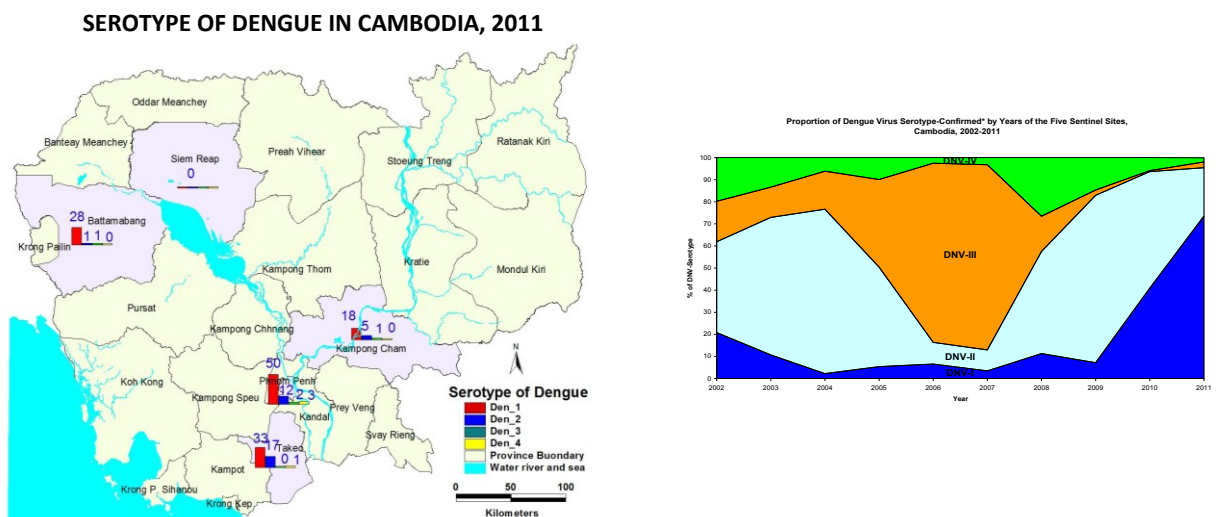 SEROTYPE OF DENGUE IN CAMBODIA, 2011
Oddar Meanchey
Banteay Meanchey
Ratanak Kiri
Siem Reap
Preah Vihear
Stoeung Treng
0
28
Battamabang
1 1 0
Krong Pailin
Kampong Thom
Kratie
Mondul Kiri
Pursat
18
5 1 0
Kampong Chhnang
Kampong Cham
N
50
Phnom Penh
12 2 3
Koh Kong
Kampong Speu
Prey Veng
Kandal
Svay Rieng
33
17
Takeo
0 1
Kampot
Krong P. Sihanou
Krong Kep
Serotype of Dengue
Den_1
Den_2
Den_3
Den_4
Province Buondary
Water river and sea
0 50 100
Kilometers
Proportion of Dengue Virus Serotype-Confirmed* by Years of the Five Sentinel Sites,
Cambodia, 2002-2011
% of DNV-Serotype
100
90
80
70
60
50
40
30
20
10
0
DNV-IV
DNV-III
DNV-II
DNV-I
2002 2003 2004 2005 2006 2007 2008 2009 2010 2011
Year